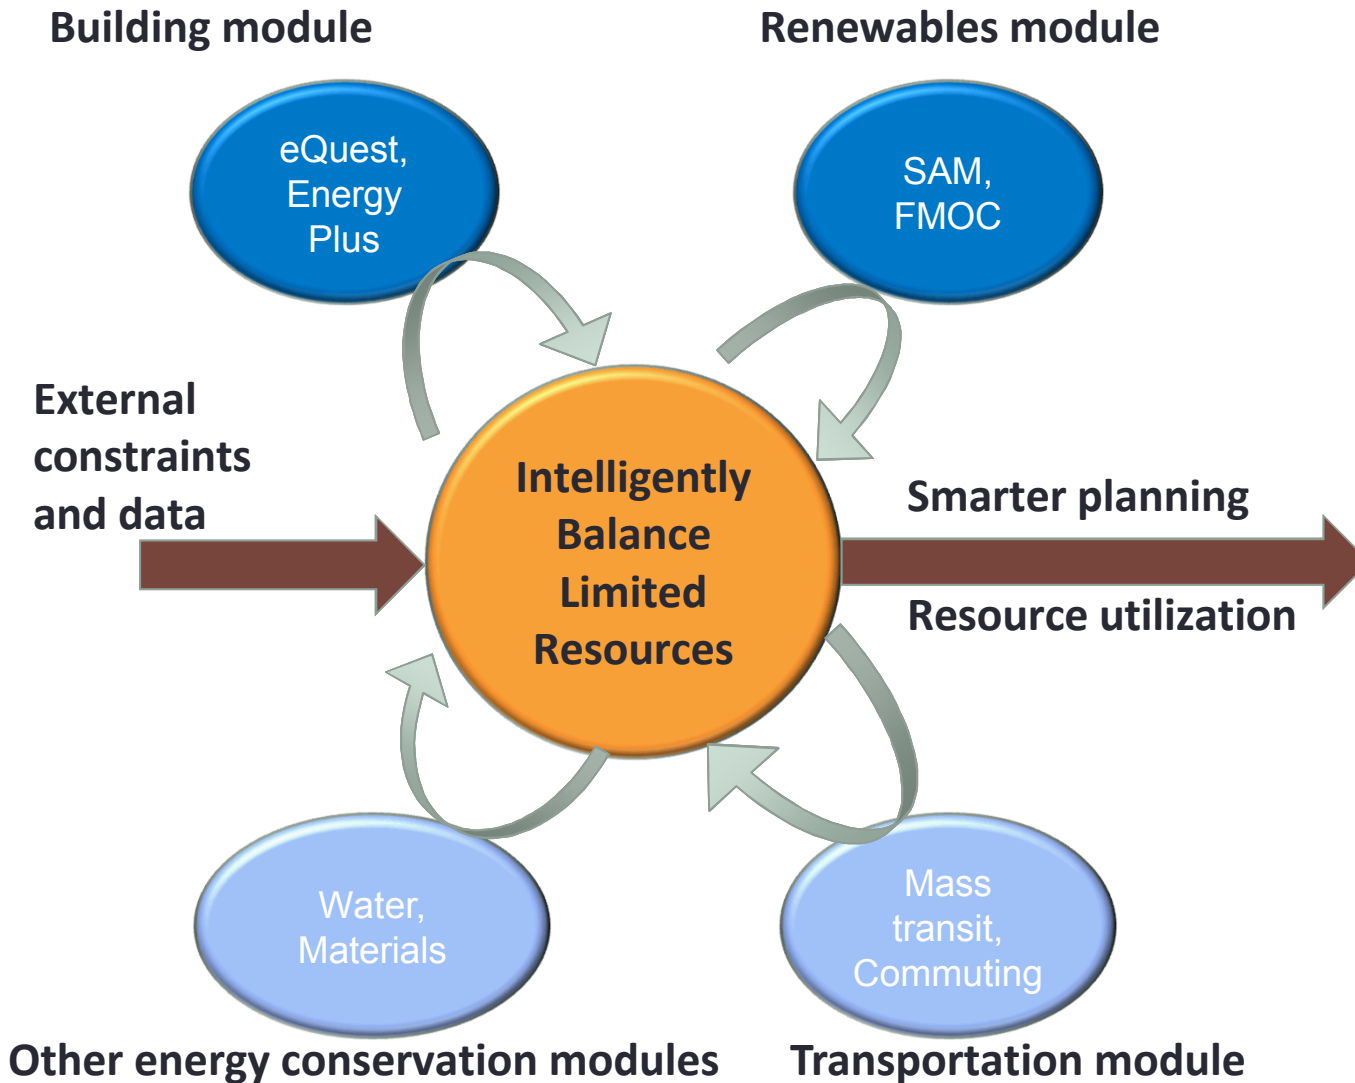 Building module
Renewables module
eQuest,
Energy
Plus
SAM,
FMOC
External
constraints
and data
Intelligently
Balance
Limited
Resources
Smarter planning
Resource utilization
Water,
Materials
Mass
transit,
Commuting
Other energy conservation modules
Transportation module